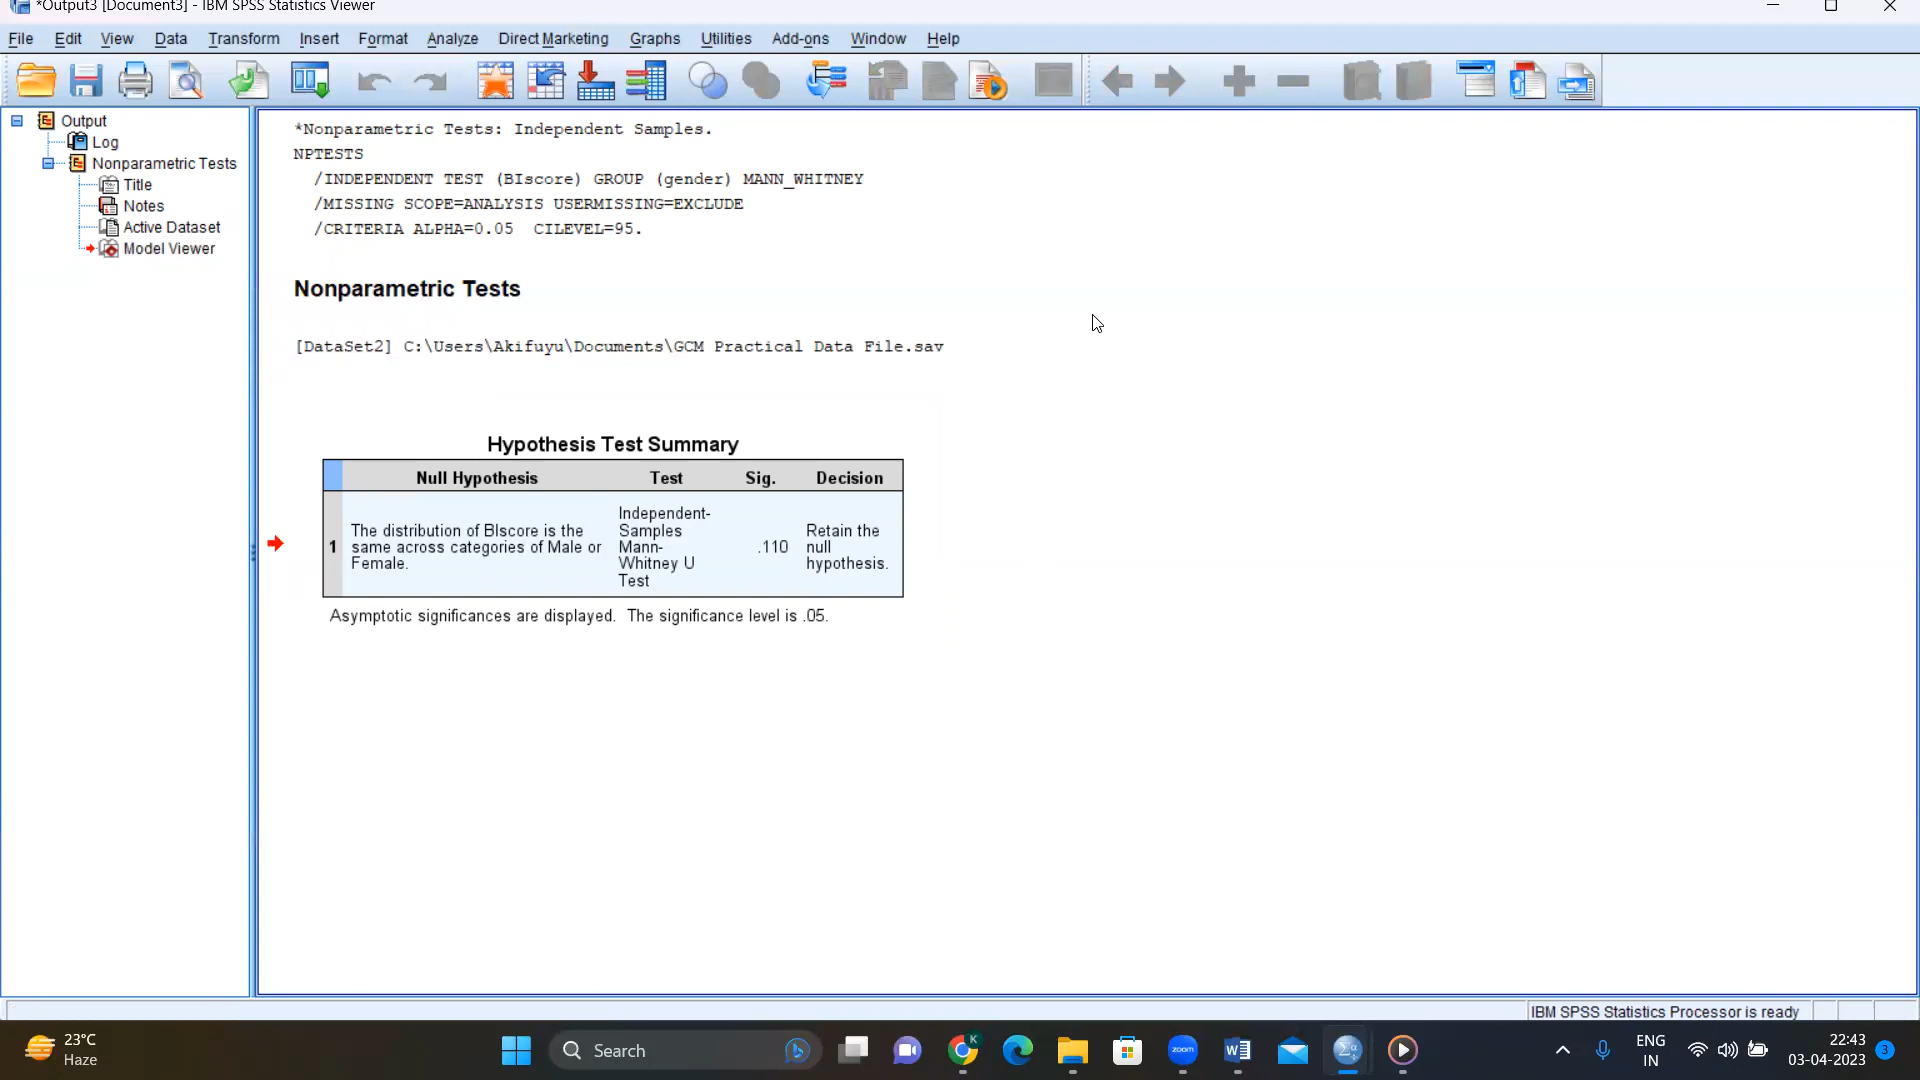 *Output3 [Document3] - IBM SPSS Statistics Viewer
File Edit View Data Transform Insert Format Analyze Direct Marketing Graphs Utilities Add-ons Window Help
Output
Log
Nonparametric Tests
Title
Notes
Active Dataset
Model Viewer
*Nonparametric Tests: Independent Samples.
NPTESTS
/INDEPENDENT TEST (BIscore) GROUP (gender) MANN_WHITNEY
/MISSING SCOPE=ANALYSIS USERMISSING=EXCLUDE
/CRITERIA ALPHA=0.05 CILEVEL=95.
Nonparametric Tests
[DataSet2] C:\Users\Akifuyu\Documents\GCM Practical Data File.sav
Hypothesis Test Summary
Null Hypothesis Test Sig. Decision
1
The distribution of BIscore is the
same across categories of Male or
Female.
Independent-
Samples
Mann-
Whitney U
Test
.110
Retain the
null
hypothesis.
Asymptotic significances are displayed. The significance level is .05.
IBM SPSS Statistics Processor is ready
23°C
Haze
Search
K
zoom
W
ENG
IN
22:43
03-04-2023
3